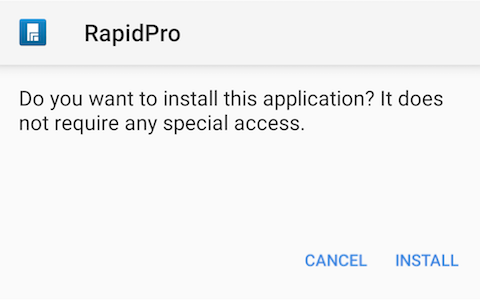 RapidPro
Do you want to install this application? It does
not require any special access.
CANCEL INSTALL